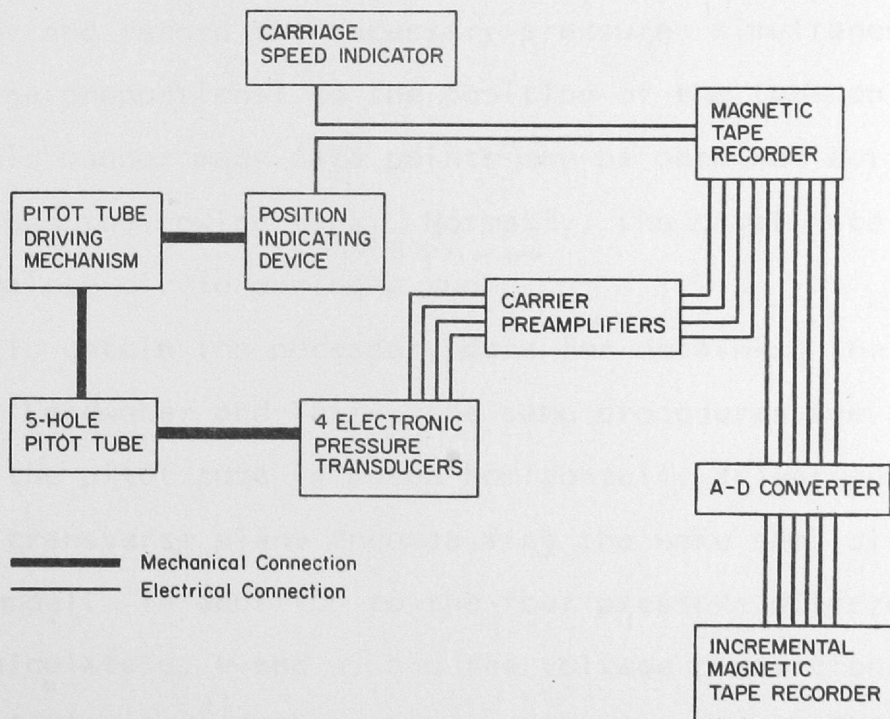 CARRIAGE
SPEED INDICATOR
MAGNETIC
TAPE
RECORDER
PITOT TUBE
DRIVING
MECHANISM
POSITION
INDICATING
DEVICE
CARRIER
PREAMPLIFIERS
5-HOLE
PITOT TUBE
4 ELECTRONIC
PRESSURE
TRANSDUCERS
A-D CONVERTER
Mechanical Connection
Electrical Connection
INCREMENTAL
MAGNETIC
TAPE RECORDER